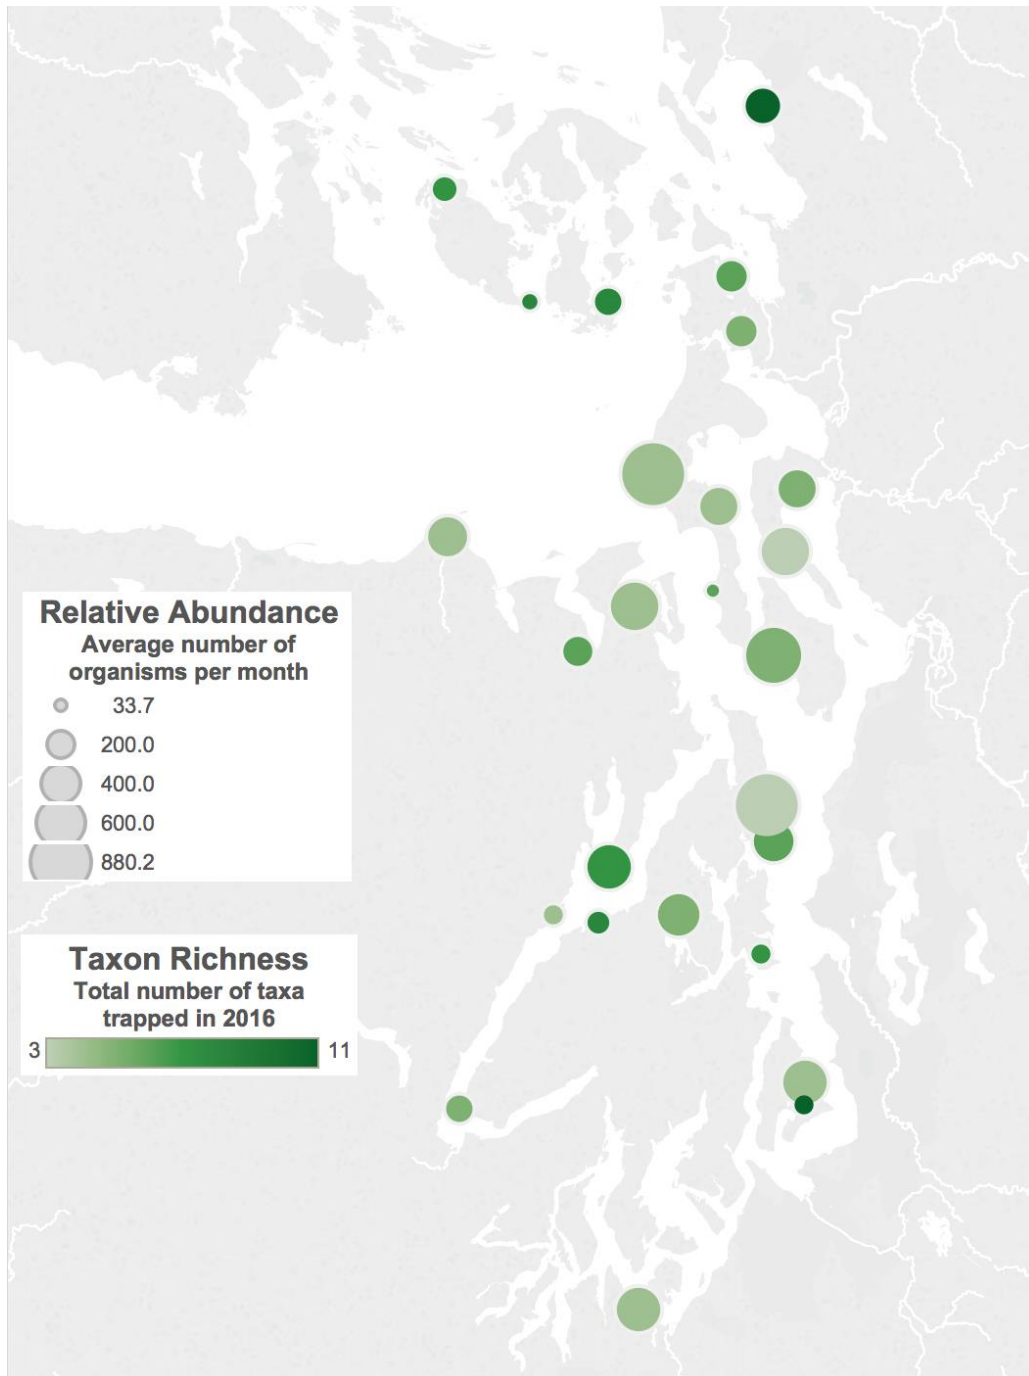 Relative Abundance
Average number of
organisms per month
33.7
200.0
400.0
600.0
880.2
Taxon Richness
Total number of taxa
trapped in 2016
3 11